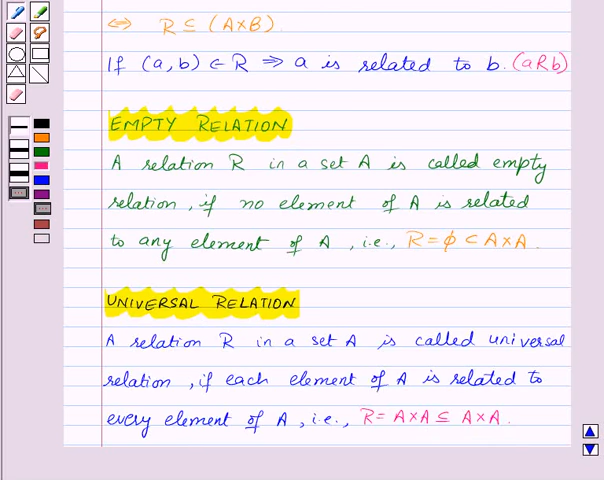 ⇔ R ⊆ (A×B).
If (a,b) ∈ R ⇒ a is related to b. (aRb)
EMPTY RELATION
A relation R in a set A is called empty
relation, if no element of A is related
to any element of A, i.e., R = ϕ ⊂ A×A.
UNIVERSAL RELATION
A relation R in a set A is called universal
relation, if each element of A is related to
every element of A, i.e., R = A×A ⊆ A×A.